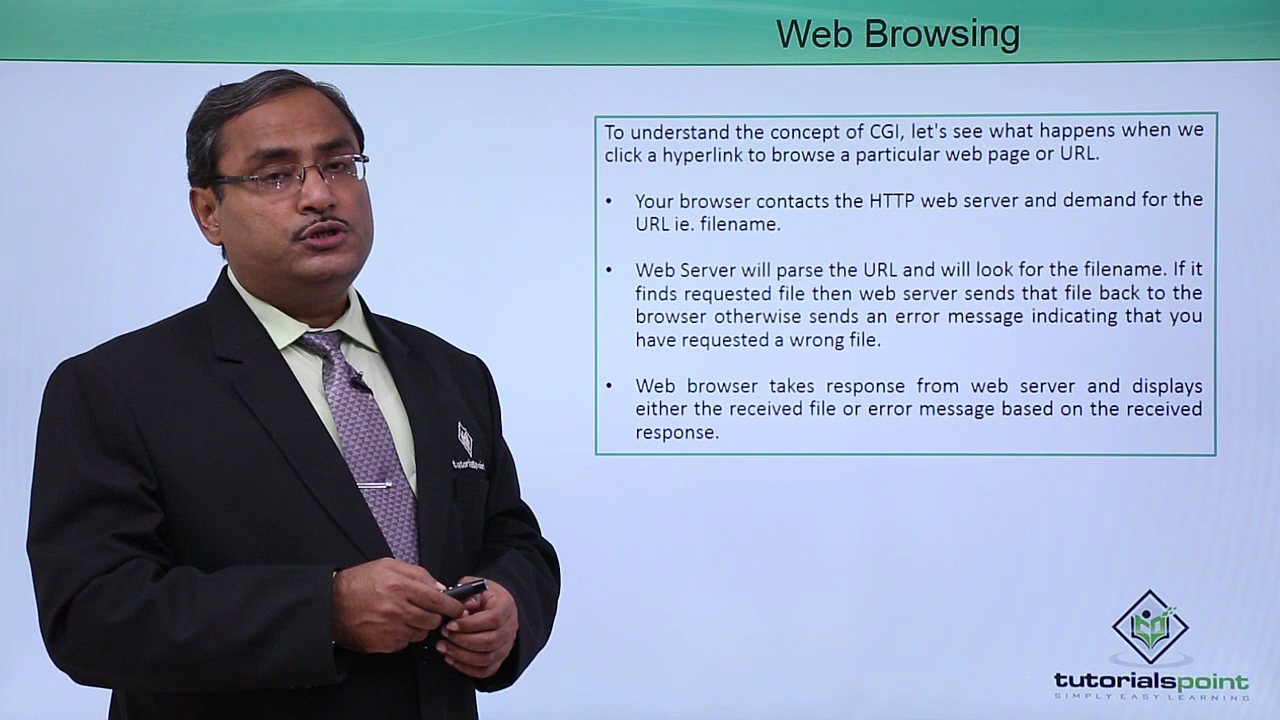 Web Browsing
To understand the concept of CGI, let's see what happens when we
click a hyperlink to browse a particular web page or URL.
• Your browser contacts the HTTP web server and demand for the
URL ie. filename.
• Web Server will parse the URL and will look for the filename. If it
finds requested file then web server sends that file back to the
browser otherwise sends an error message indicating that you
have requested a wrong file.
• Web browser takes response from web server and displays
either the received file or error message based on the received
response.
tutorialspoint
tutorialspoint
SIMPLY EASY LEARNING